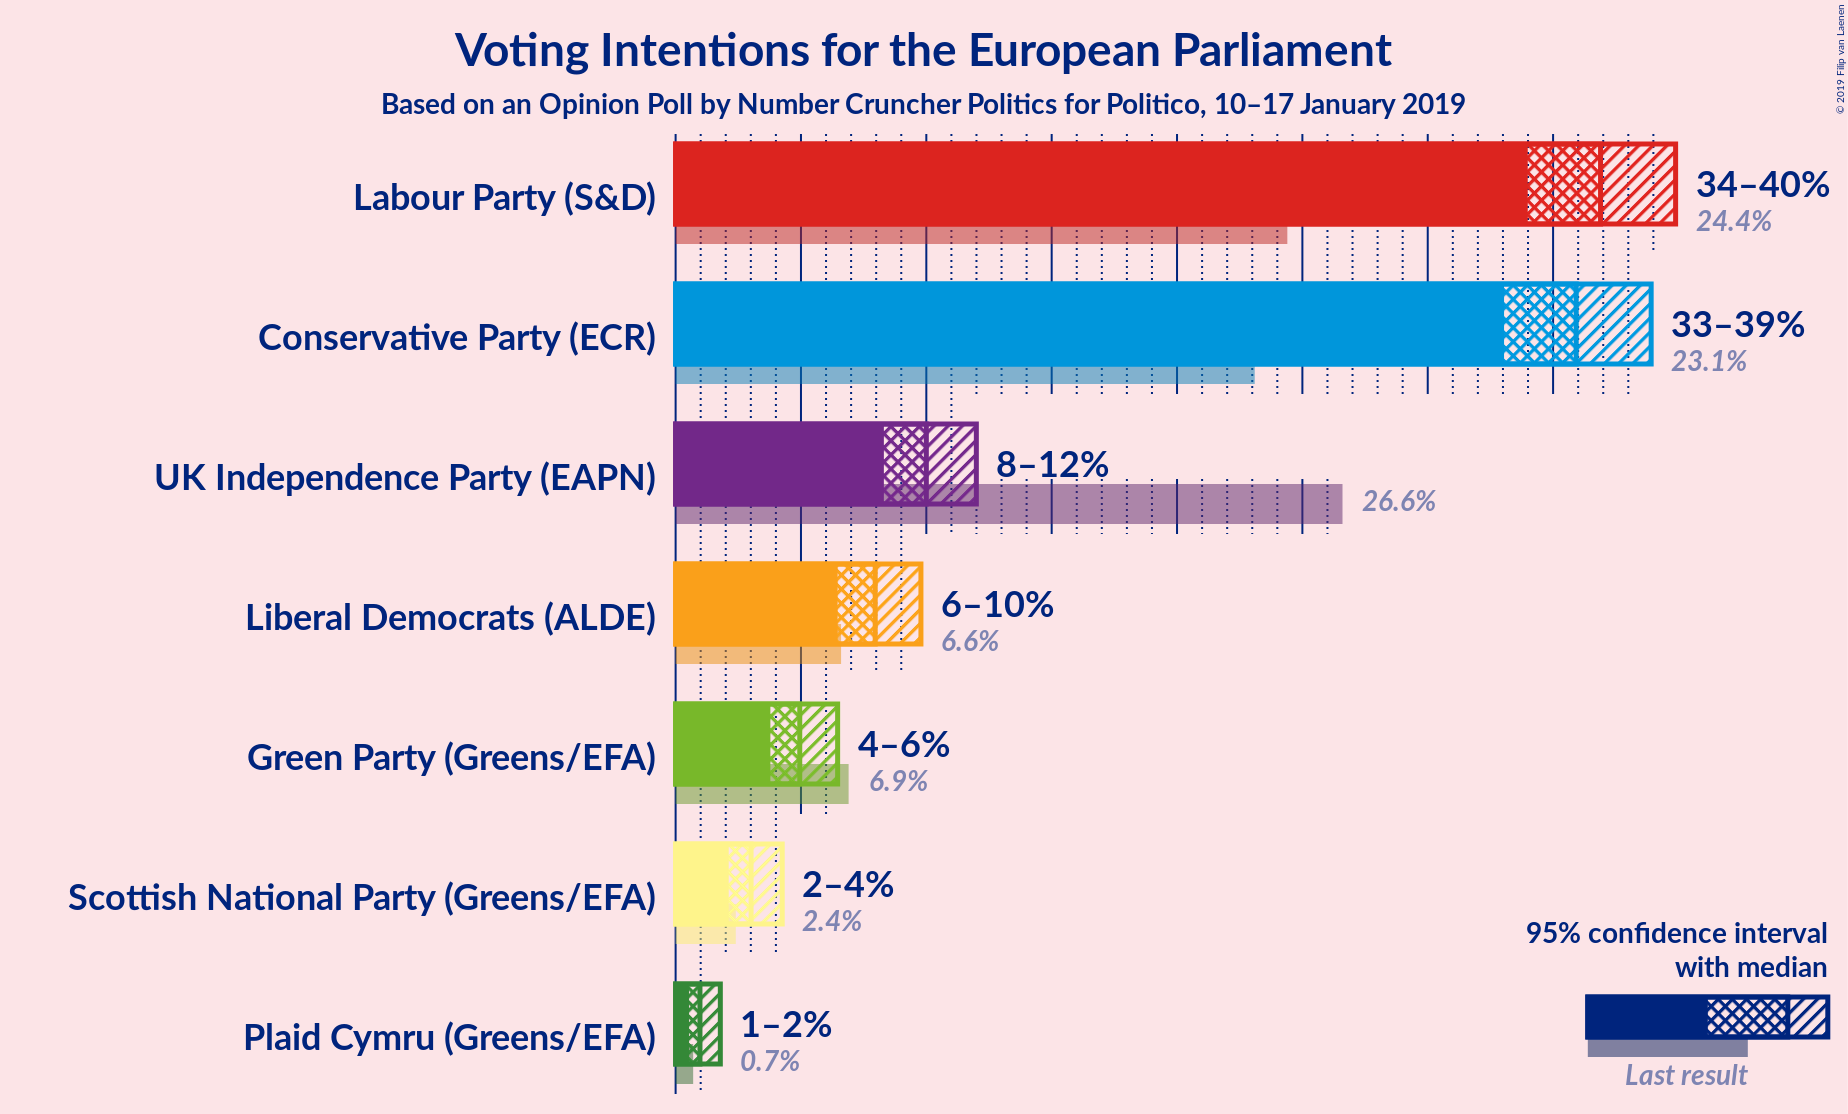 Voting Intentions for the European Parliament
Based on an Opinion Poll by Number Cruncher Politics for Politico, 10–17 January 2019
© 2019 Filip van Laenen
Labour Party (S&D)
34–40%
24.4%
Conservative Party (ECR)
33–39%
23.1%
UK Independence Party (EAPN)
8–12%
26.6%
Liberal Democrats (ALDE)
6–10%
6.6%
Green Party (Greens/EFA)
4–6%
6.9%
Scottish National Party (Greens/EFA)
2–4%
2.4%
Plaid Cymru (Greens/EFA)
1–2%
0.7%
95% confidence interval
with median
Last result